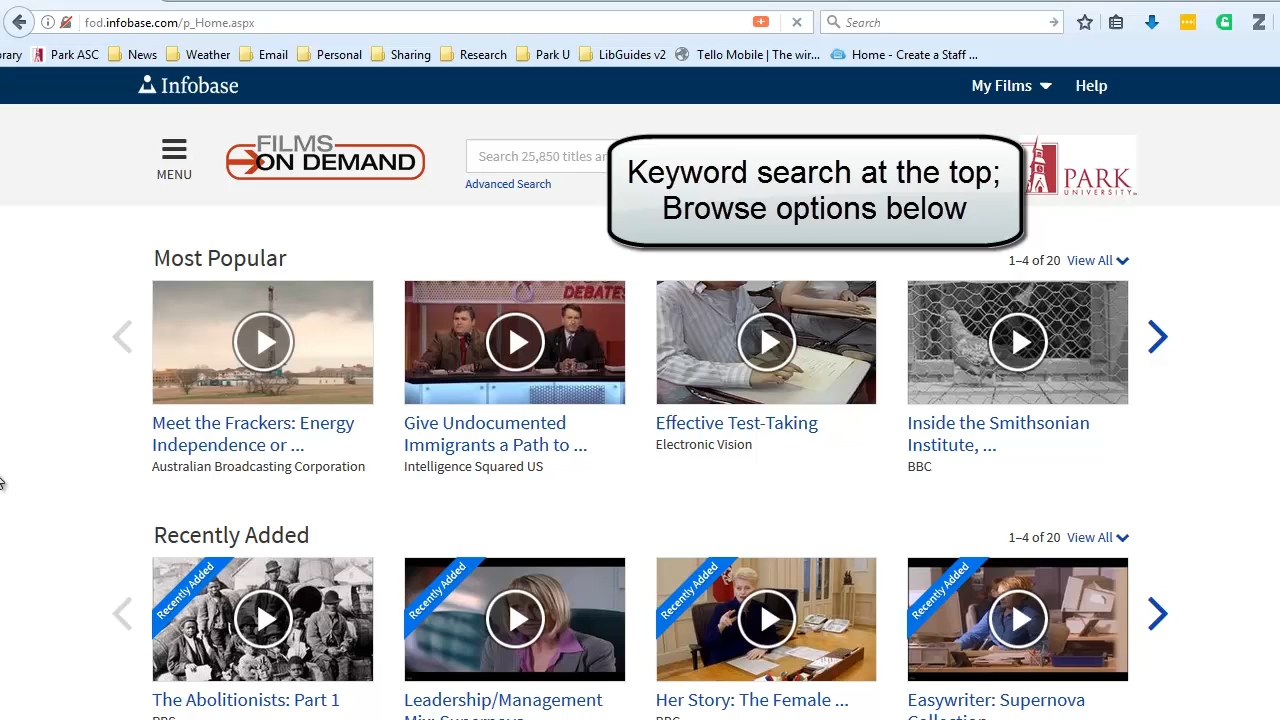 fod.infobase.com/p_Home.aspx
Search
Park ASC
News
Weather
Email
Personal
Sharing
Research
Park U
LibGuides v2
Tello Mobile | The wir...
Home - Create a Staff ...
Infobase
My Films
Help
MENU
FILMS
ON DEMAND
Search 25,850 titles
Advanced Search
Keyword search at the top;
Browse options below
PARK
UNIVERSITY
Most Popular
1–4 of 20 View All
Meet the Frackers: Energy
Independence or ...
Australian Broadcasting Corporation
DEBATES
Give Undocumented
Immigrants a Path to ...
Intelligence Squared US
Effective Test-Taking
Electronic Vision
Inside the Smithsonian
Institute, ...
BBC
Recently Added
1–4 of 20 View All
Recently Added
The Abolitionists: Part 1
Recently Added
Leadership/Management
Recently Added
Her Story: The Female ...
Recently Added
Easywriter: Supernova